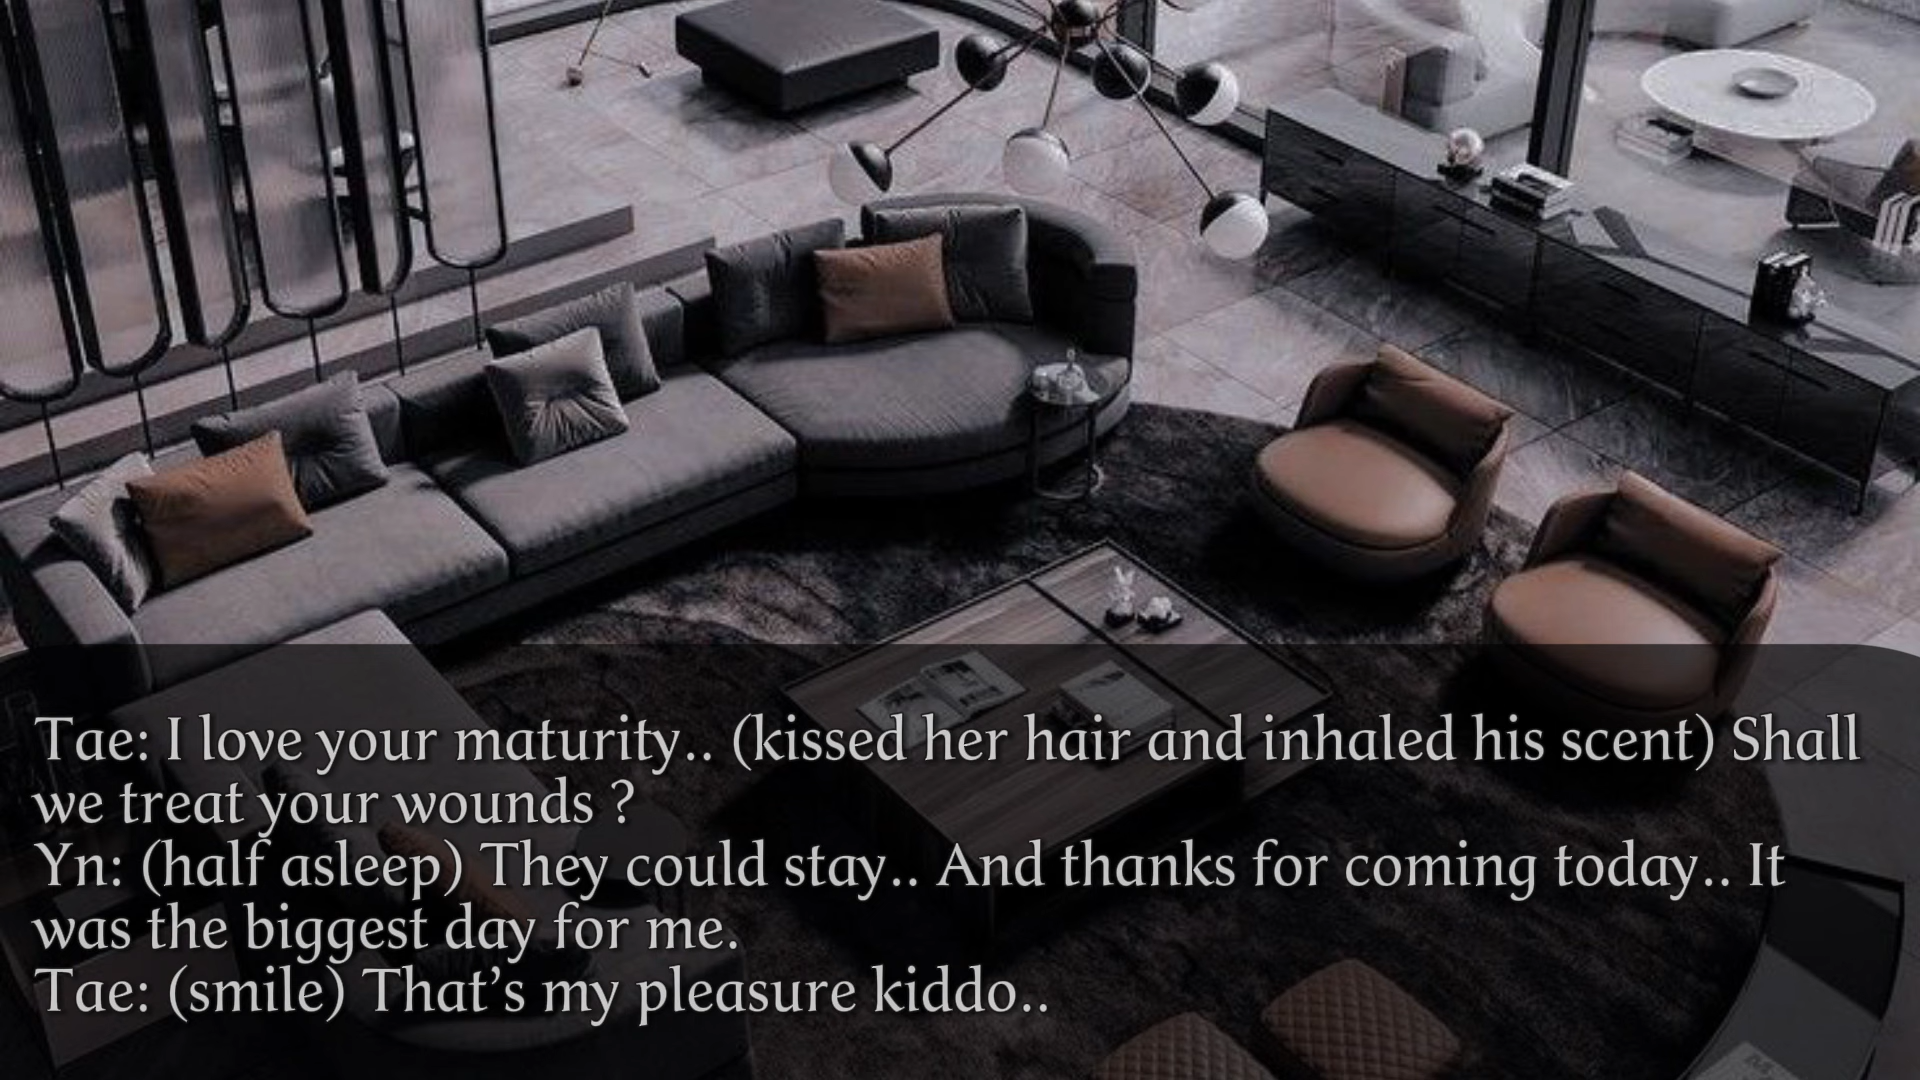 Tae: I love your maturity.. (kissed her hair and inhaled his scent) Shall
we treat your wounds ?
Yn: (half asleep) They could stay.. And thanks for coming today.. It
was the biggest day for me.
Tae: (smile) That’s my pleasure kiddo..